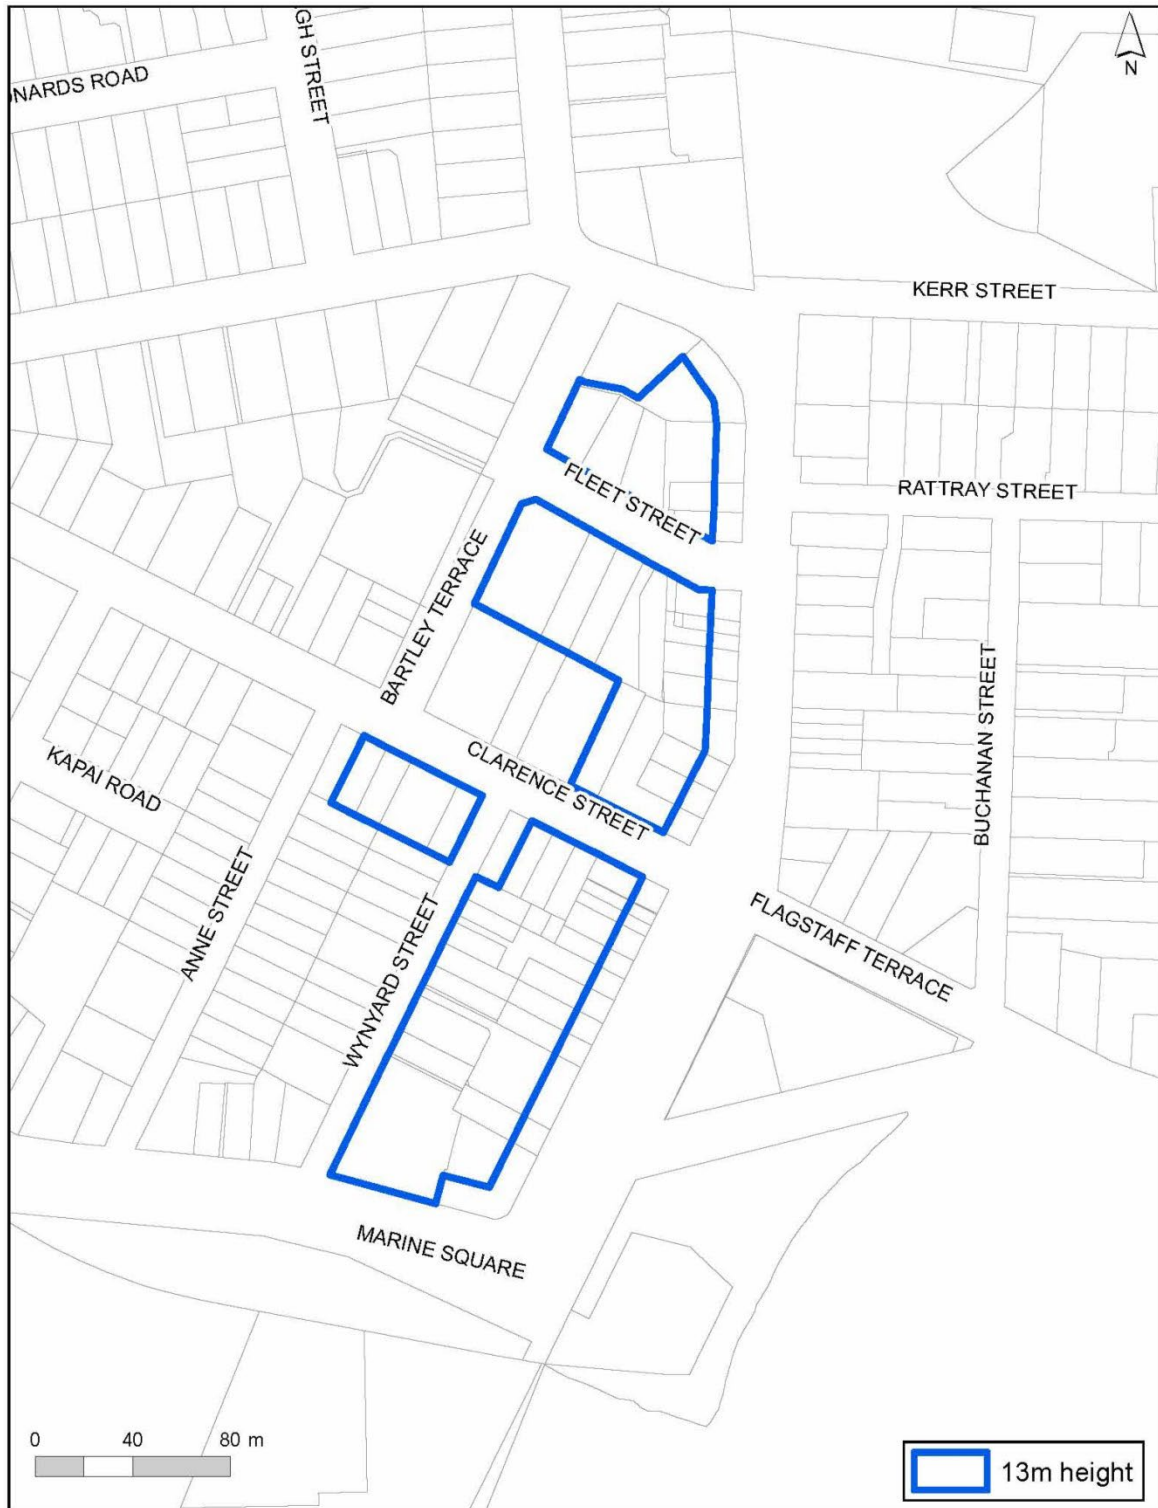 GH STREET
NARDS ROAD
N
KERR STREET
FLEET STREET
RATTRAY STREET
BARTLEY TERRACE
BUCHANAN STREET
CLARENCE STREET
KAPAI ROAD
ANNE STREET
WYNYARD STREET
FLAGSTAFF TERRACE
MARINE SQUARE
0 40 80 m
13m height